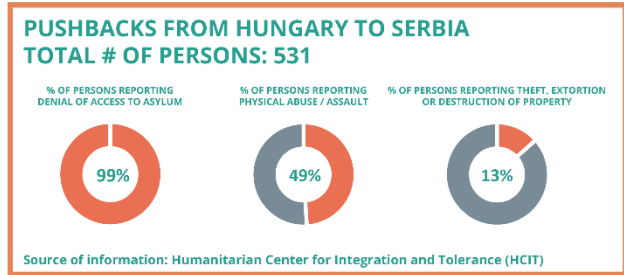 PUSHBACKS FROM HUNGARY TO SERBIA
TOTAL # OF PERSONS: 531
% OF PERSONS REPORTING
DENIAL OF ACCESS TO ASYLUM
99%
% OF PERSONS REPORTING
PHYSICAL ABUSE / ASSAULT
49%
% OF PERSONS REPORTING THEFT, EXTORTION
OR DESTRUCTION OF PROPERTY
13%
Source of information: Humanitarian Center for Integration and Tolerance (HCIT)